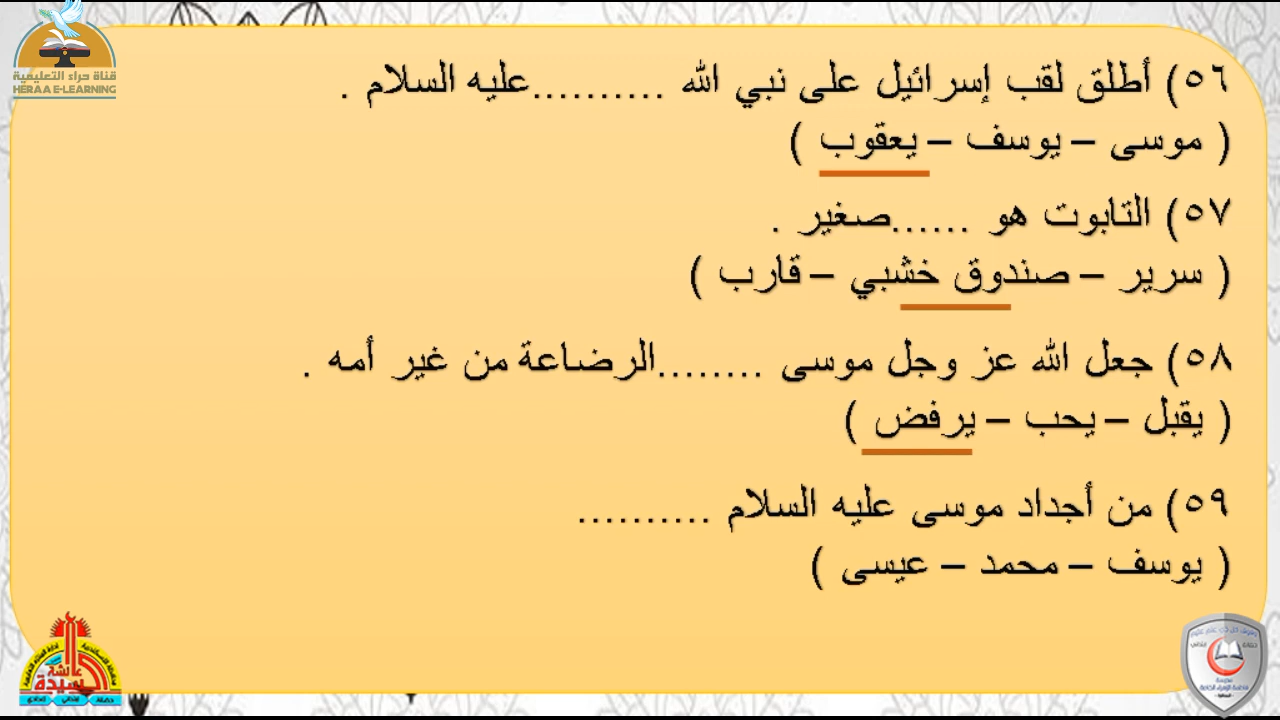 قناة حراء التعليمية
HERAA E-LEARNING
٥٦) أطلق لقب إسرائيل على نبي الله ..........عليه السلام .
( موسى – يوسف – يعقوب )
٥٧) التابوت هو ......صغير .
( سرير – صندوق خشبي – قارب )
٥٨) جعل الله عز وجل موسى ........الرضاعة من غير أمه .
( يقبل – يحب – يرفض )
٥٩) من أجداد موسى عليه السلام ..........
( يوسف – محمد – عيسى )
السيدة عائشة